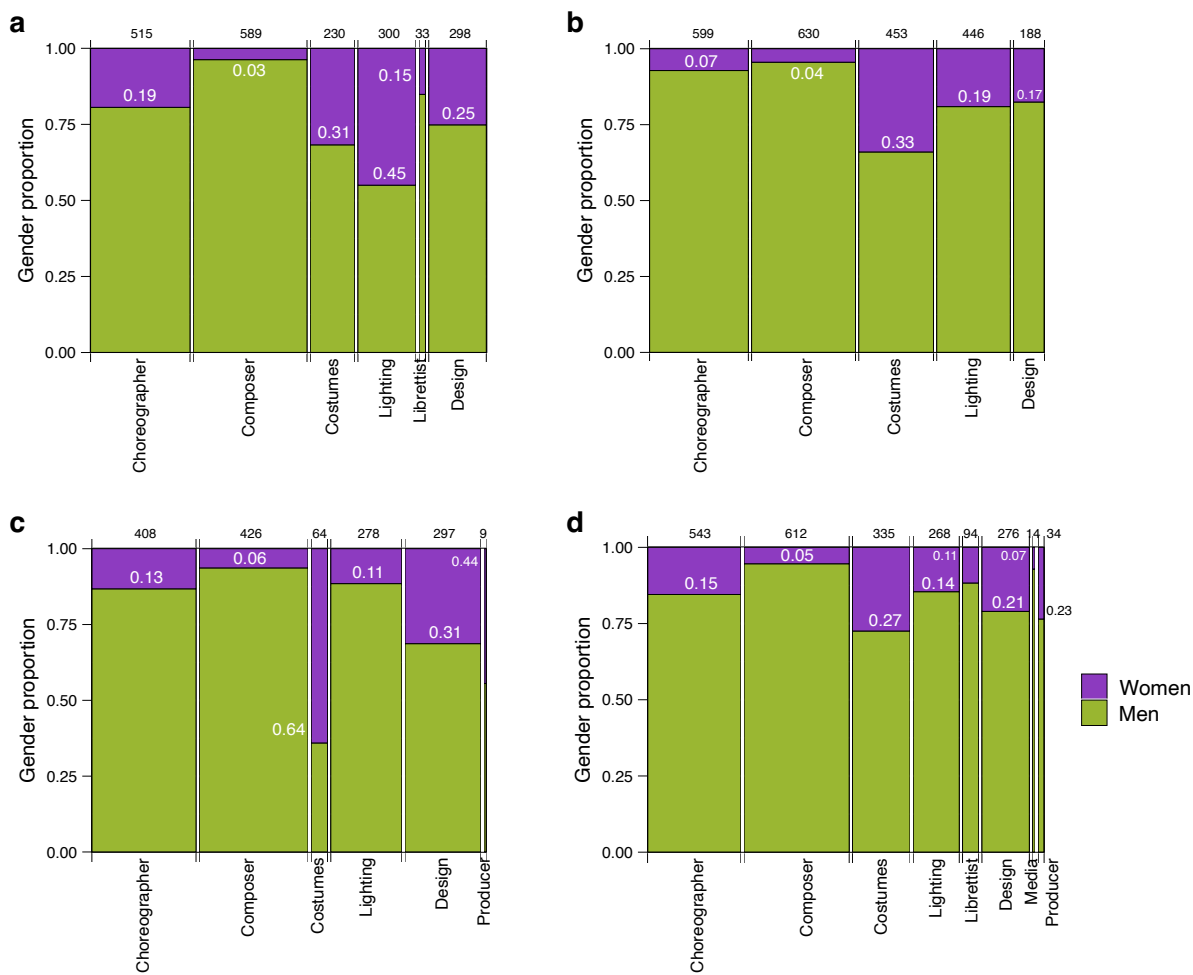 a
515 589 230 300 33 298
1.00
0.75
0.50
0.25
0.00
Gender proportion
0.19
0.03
0.31
0.15
0.45
0.25
Choreographer
Composer
Costumes
Lighting
Librettist
Design
b
599 630 453 446 188
1.00
0.75
0.50
0.25
0.00
Gender proportion
0.07
0.04
0.33
0.19
0.17
Choreographer
Composer
Costumes
Lighting
Design
c
408 426 64 278 297 9
1.00
0.75
0.50
0.25
0.00
Gender proportion
0.13
0.06
0.64
0.11
0.31
0.44
Choreographer
Composer
Costumes
Lighting
Design
Producer
d
543 612 335 268 94 276 14 34
1.00
0.75
0.50
0.25
0.00
Gender proportion
0.15
0.05
0.27
0.11
0.14
0.07
0.21
0.23
Choreographer
Composer
Costumes
Lighting
Librettist
Design
Media
Producer
Women
Men